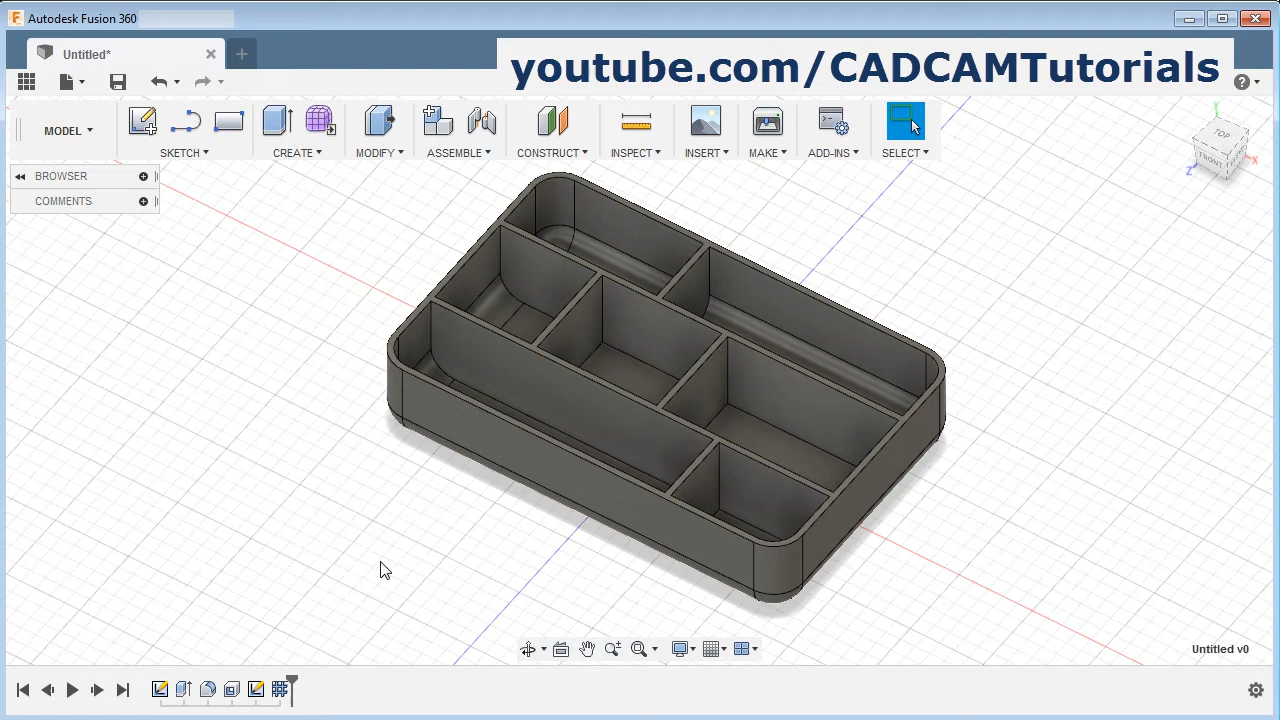 Autodesk Fusion 360
Untitled*
youtube.com/CADCAMTutorials
MODEL
SKETCH
CREATE
MODIFY
ASSEMBLE
CONSTRUCT
INSPECT
INSERT
MAKE
ADD-INS
SELECT
BROWSER
COMMENTS
Y
TOP
FRONT
X
Z
Untitled v0